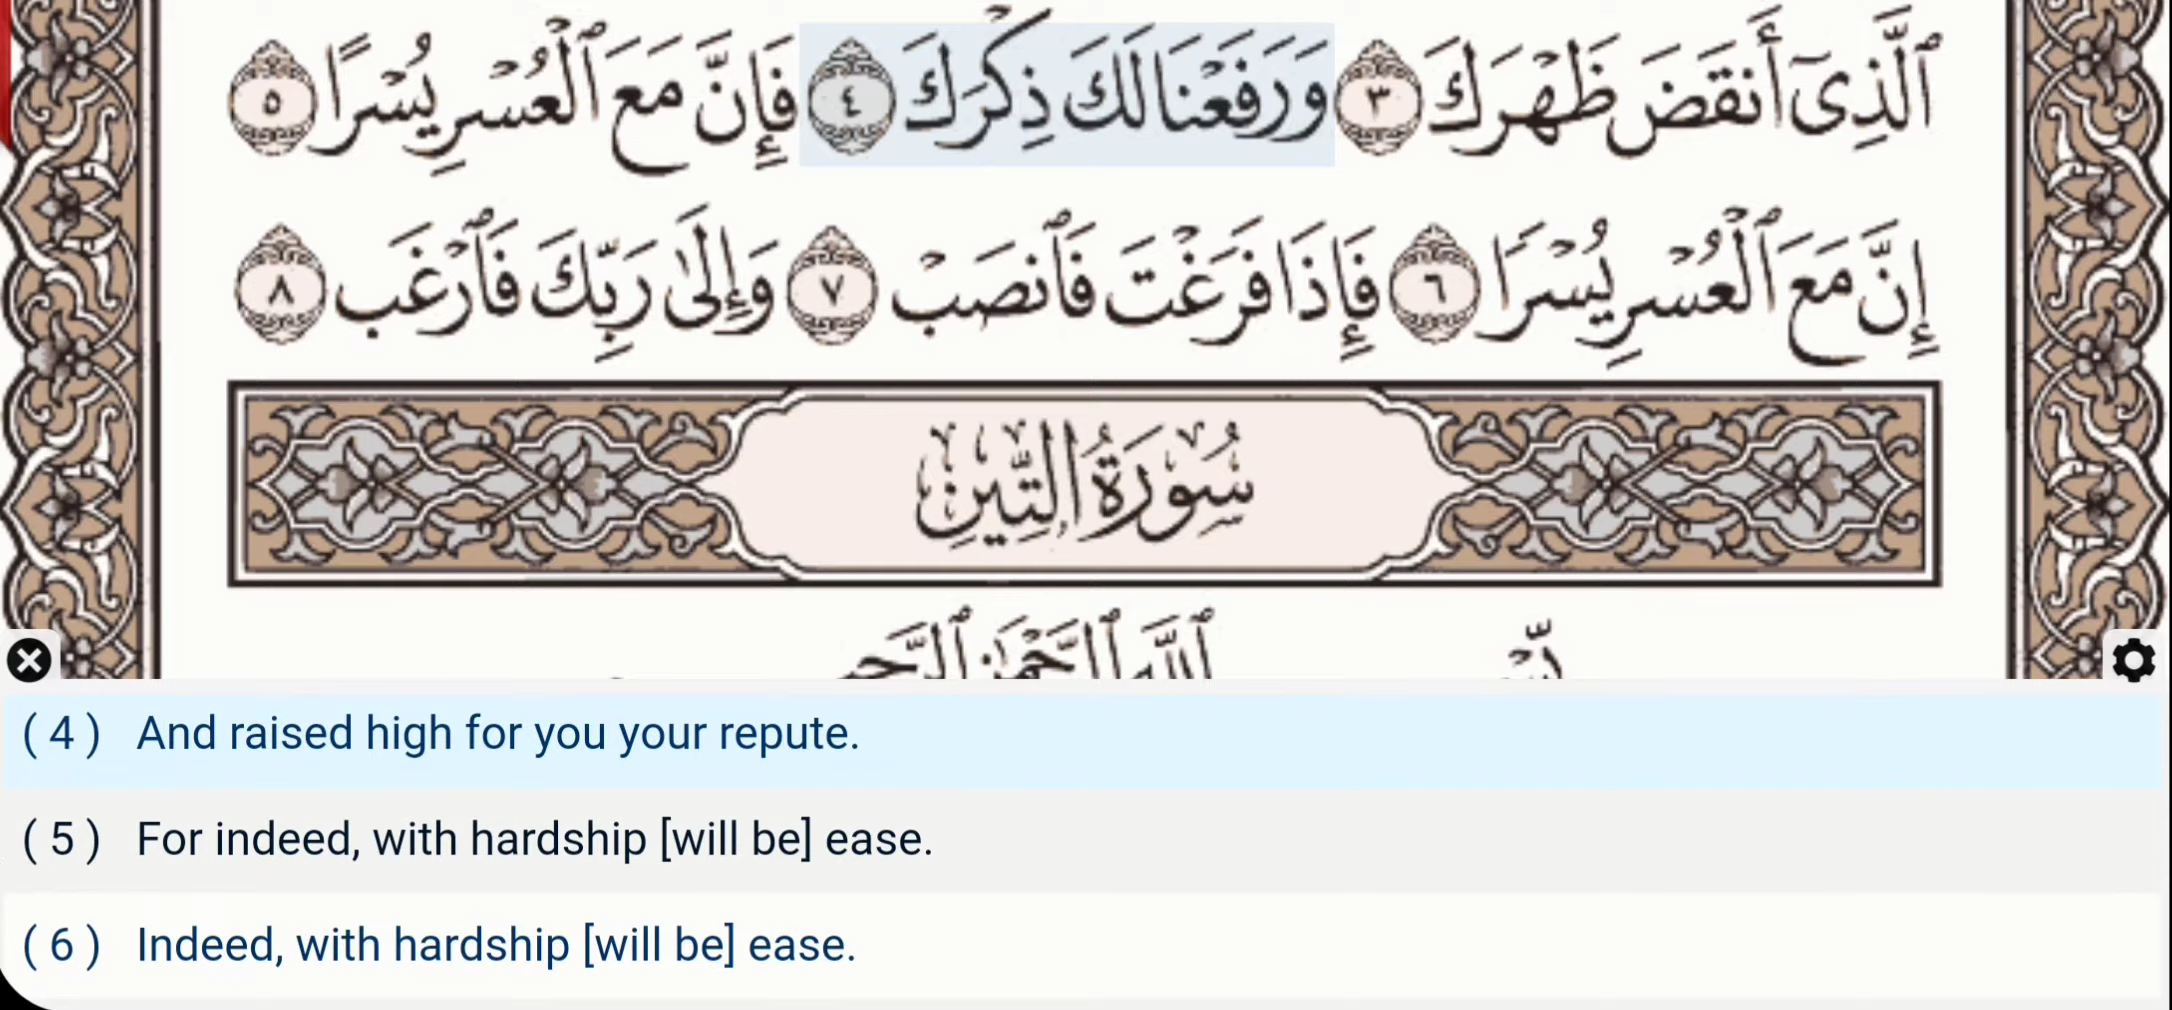 ٱلَّذِىٓ أَنقَضَ ظَهْرَكَ ٣ وَرَفَعْنَا لَكَ ذِكْرَكَ ٤ فَإِنَّ مَعَ ٱلْعُسْرِ يُسْرًا ٥
إِنَّ مَعَ ٱلْعُسْرِ يُسْرًا ٦ فَإِذَا فَرَغْتَ فَٱنصَبْ ٧ وَإِلَىٰ رَبِّكَ فَٱرْغَب ٨
سُورَةُ التِّينِ
ٱللَّهِ ٱلرَّحْمَٰنِ
( 4 ) And raised high for you your repute.
( 5 ) For indeed, with hardship [will be] ease.
( 6 ) Indeed, with hardship [will be] ease.